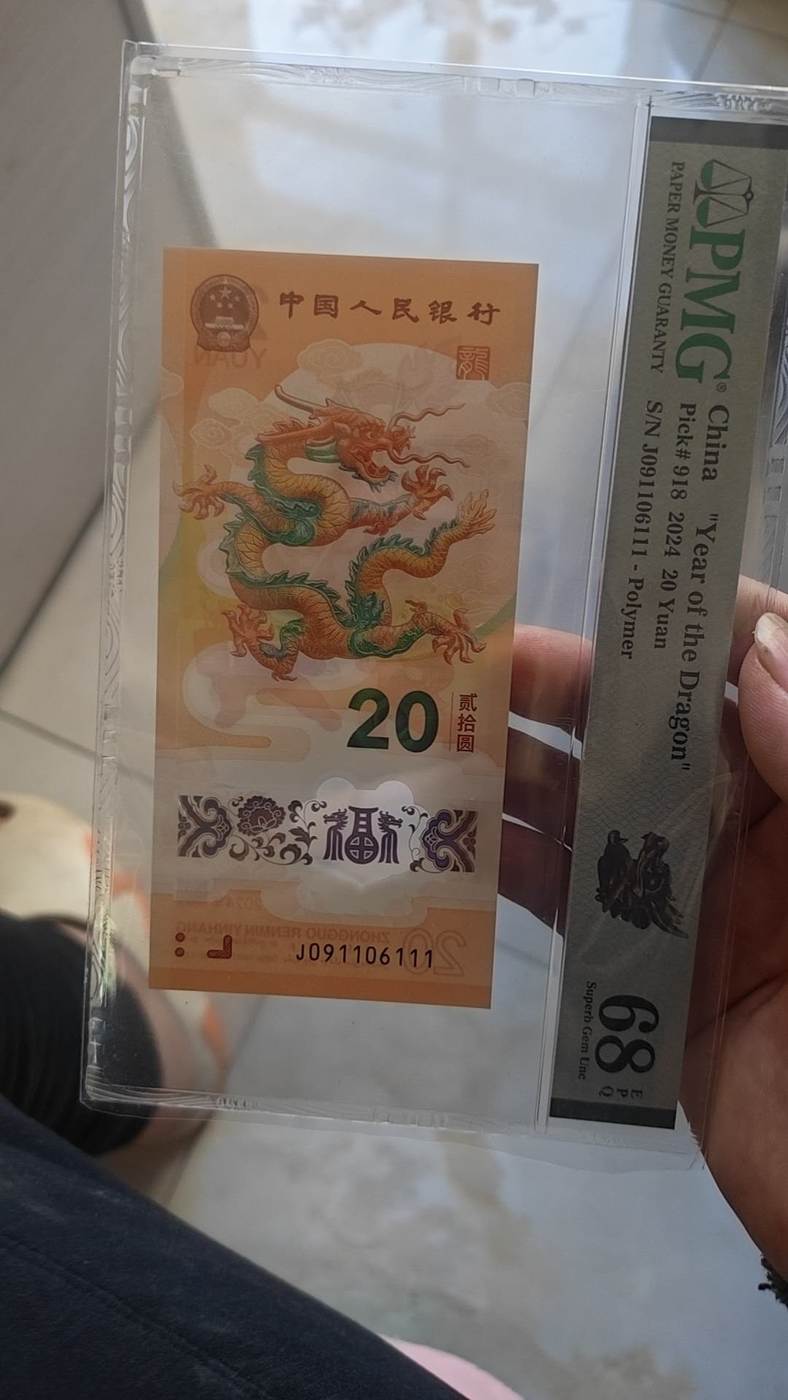 中国人民银行
龍
20
贰拾圆
福
J091106111
PMG®
PAPER MONEY GUARANTY
China "Year of the Dragon"
Pick# 918 2024 20 Yuan
S/N J091106111 - Polymer
68 EPQ
Superb Gem Unc